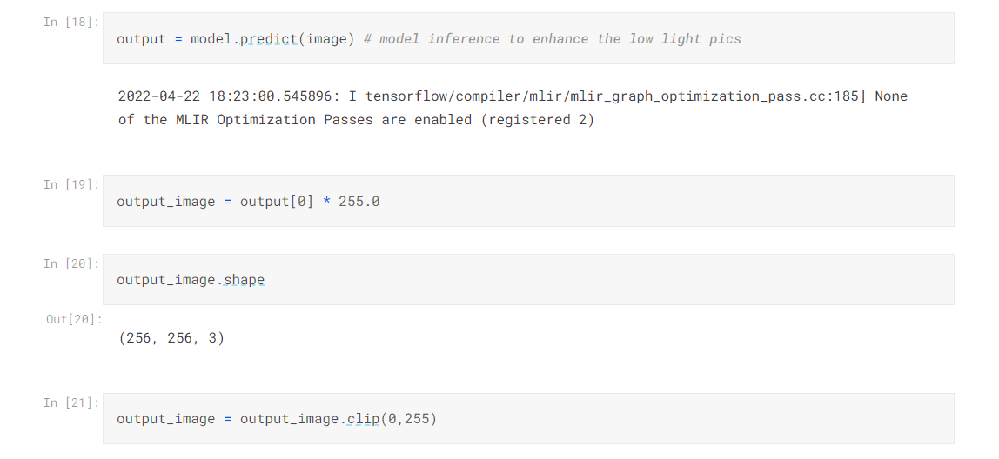 In [18]:
output = model.predict(image) # model inference to enhance the low light pics
2022-04-22 18:23:00.545896: I tensorflow/compiler/mlir/mlir_graph_optimization_pass.cc:185] None
of the MLIR Optimization Passes are enabled (registered 2)
In [19]:
output_image = output[0] * 255.0
In [20]:
output_image.shape
Out[20]:
(256, 256, 3)
In [21]:
output_image = output_image.clip(0,255)